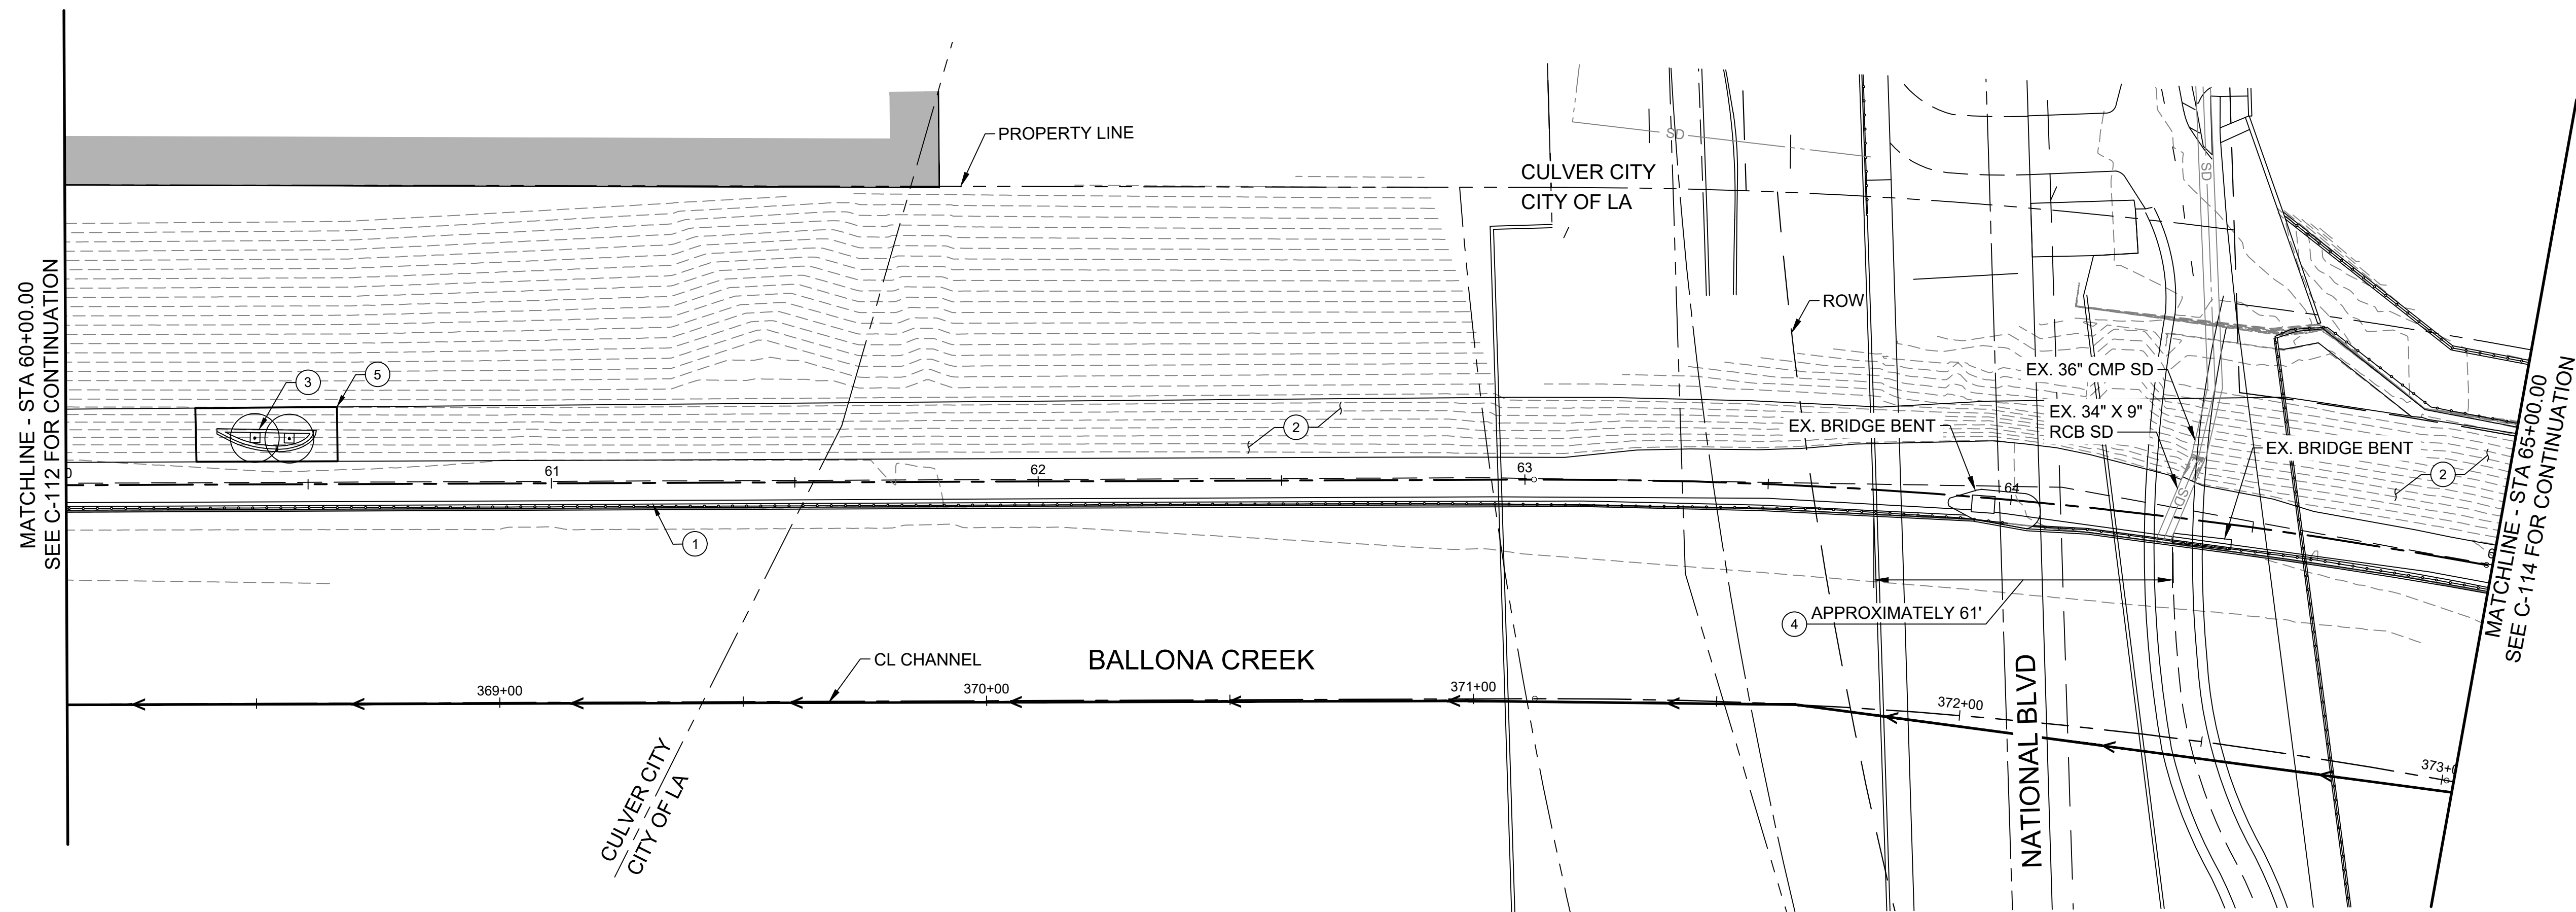 MATCHLINE - STA 60+00.00
SEE C-112 FOR CONTINUATION
PROPERTY LINE
SD
SD
CULVER CITY
CITY OF LA
ROW
3
5
2
EX. 36" CMP SD
EX. 34" X 9"
RCB SD
EX. BRIDGE BENT
EX. BRIDGE BENT
2
61
62
63
64
SD
1
4
APPROXIMATELY 61'
CL CHANNEL
BALLONA CREEK
369+00
370+00
371+00
372+00
NATIONAL BLVD
CULVER CITY
CITY OF LA
MATCHLINE - STA 65+00.00
SEE C-114 FOR CONTINUATION